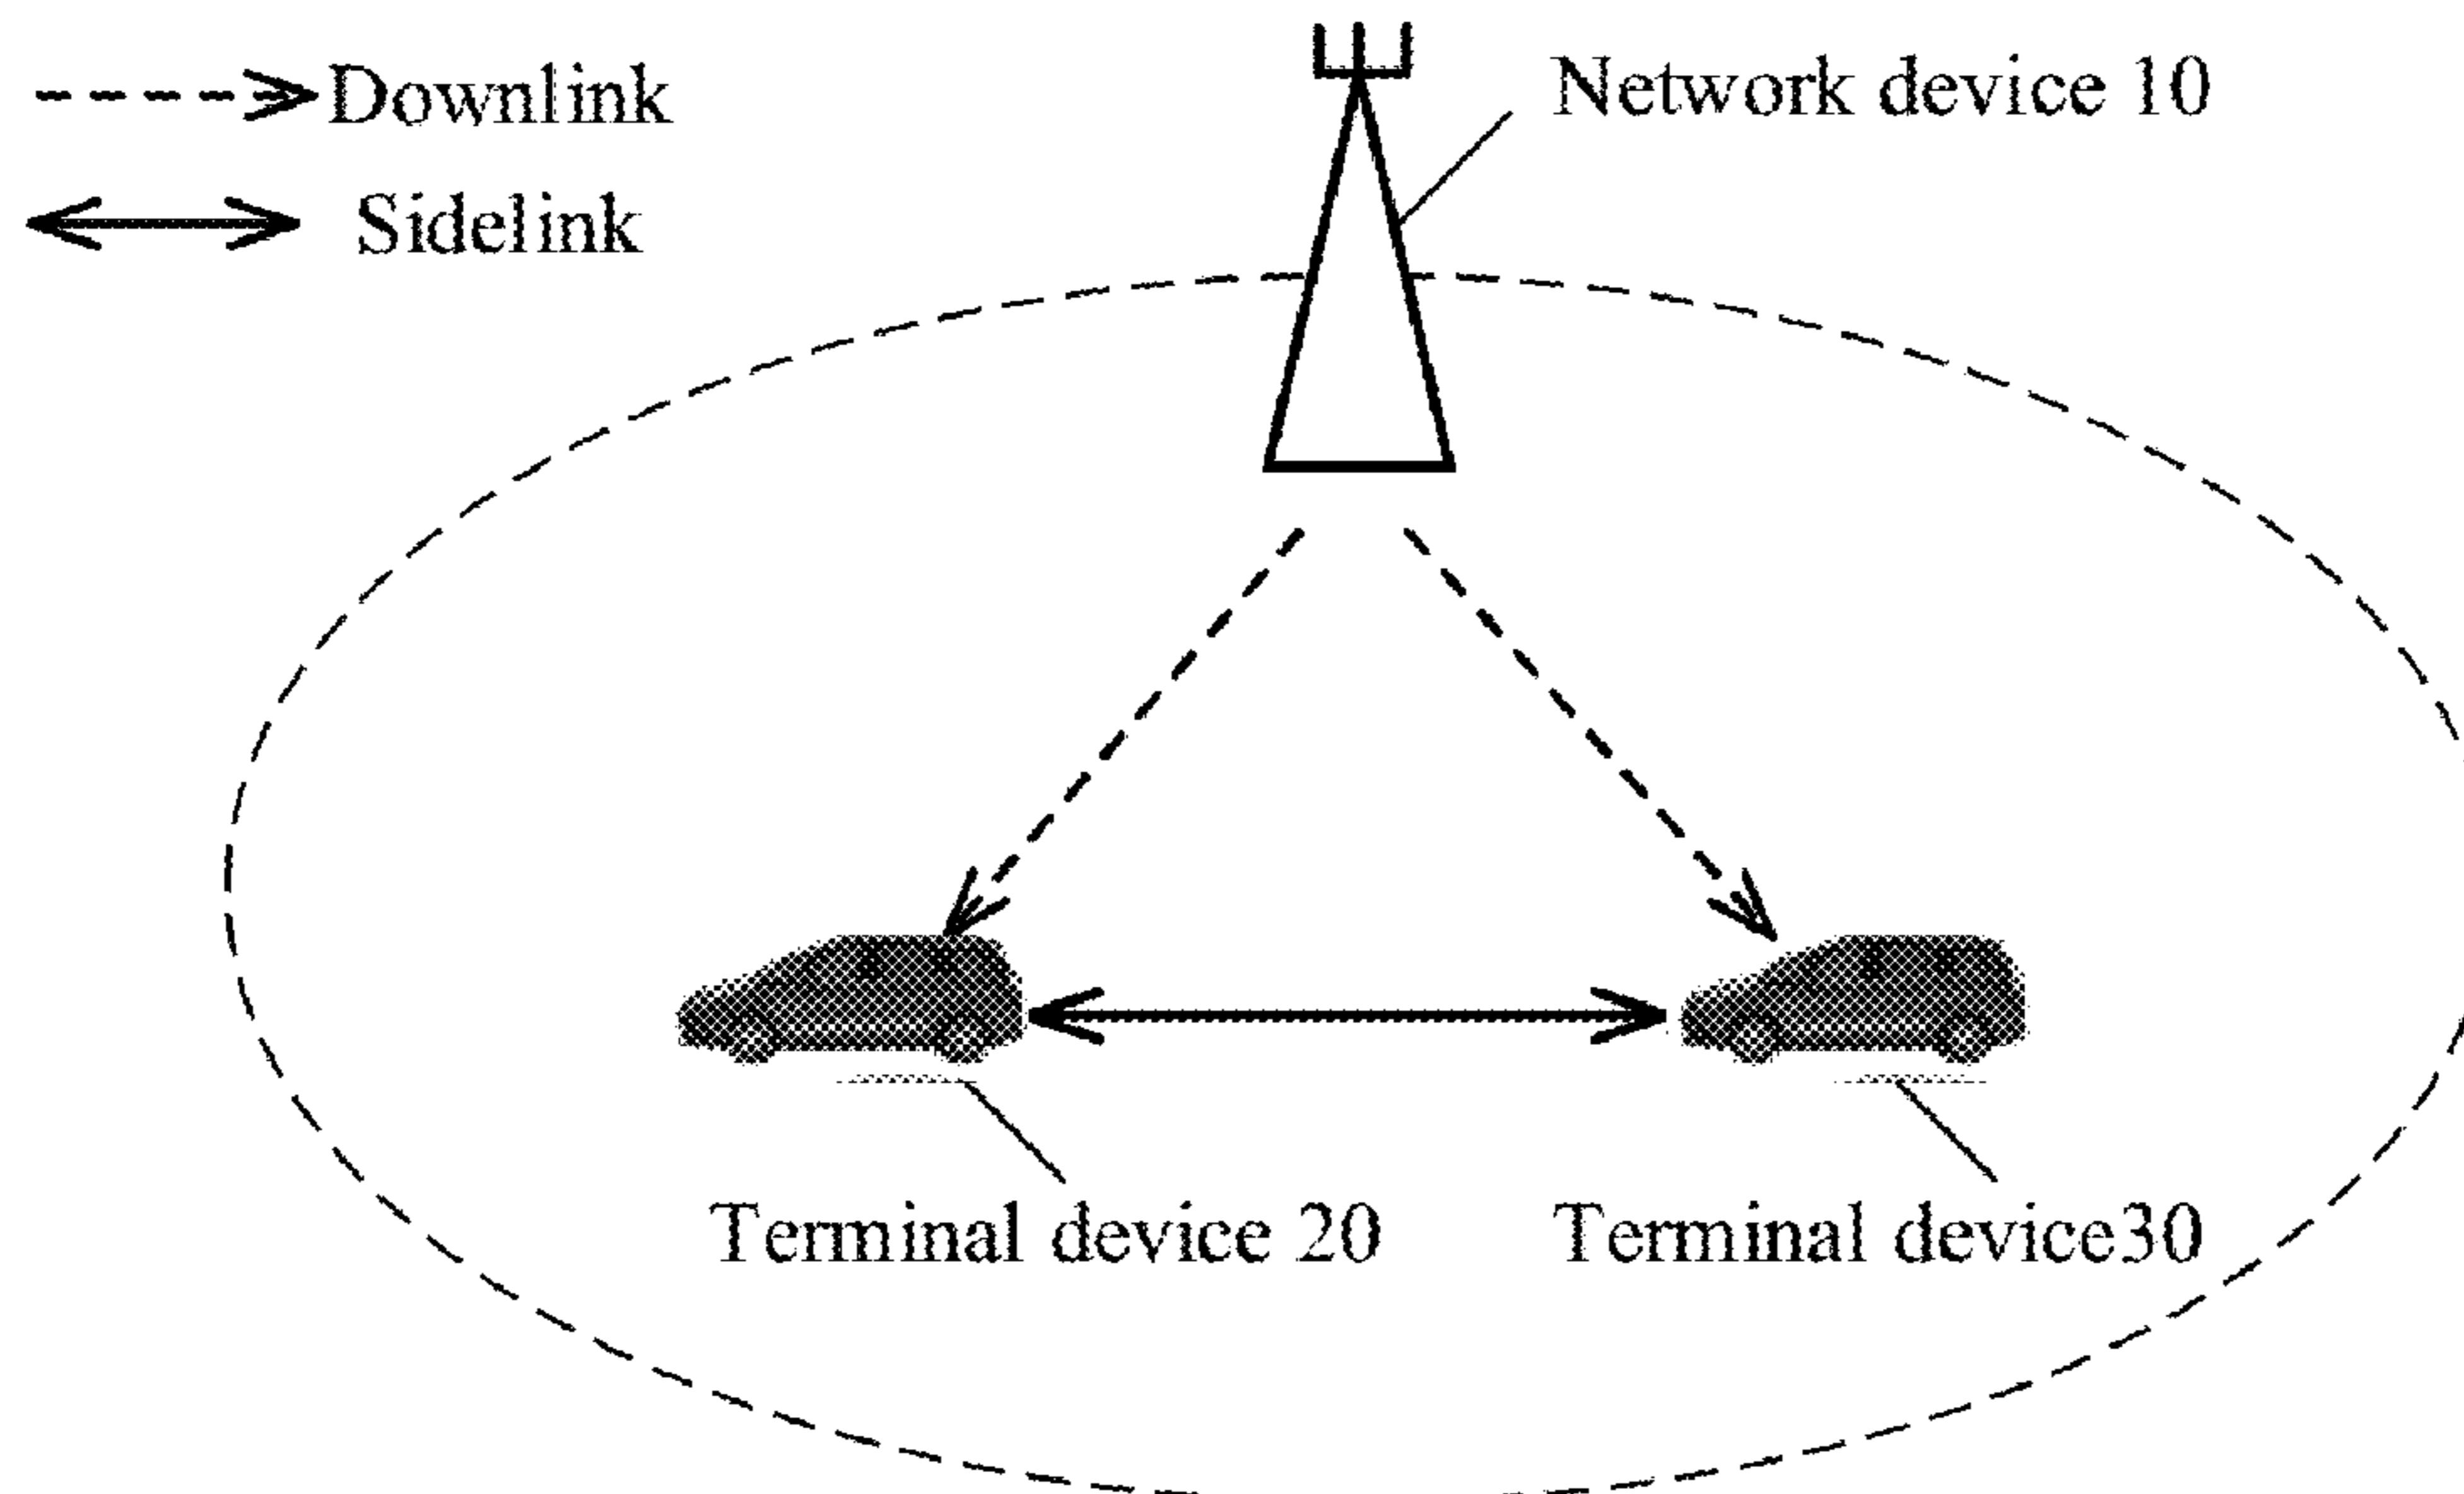 Downlink
Network device 10
Sidelink
Terminal device 20
Terminal device30